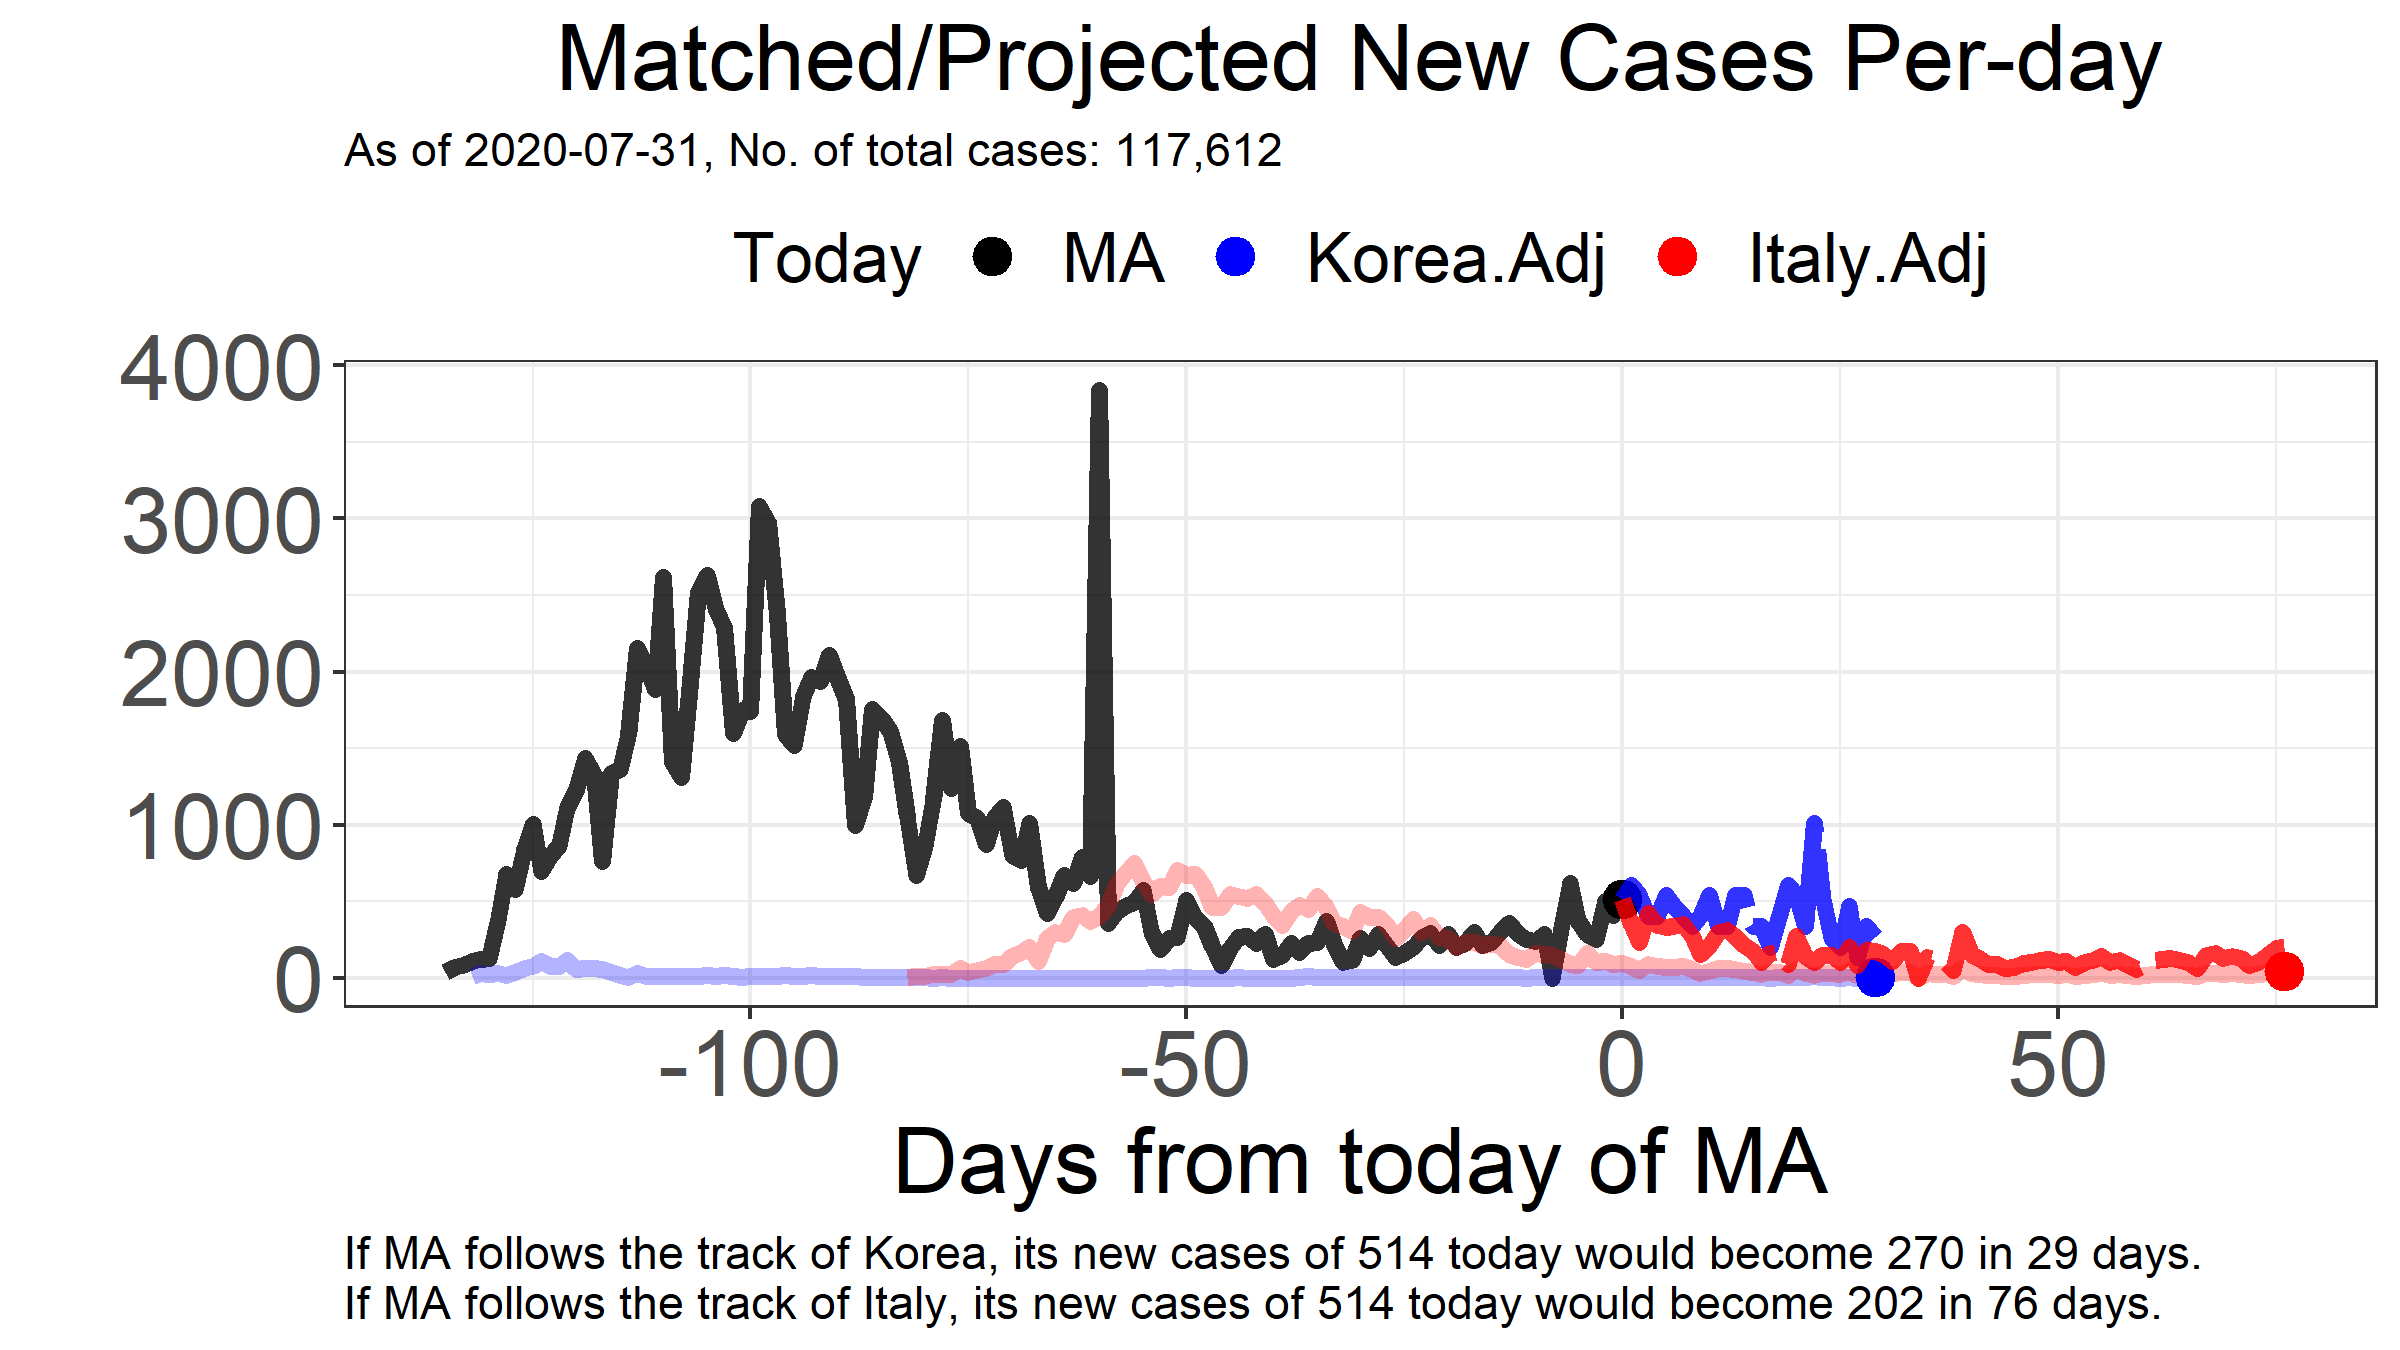 Matched/Projected New Cases Per-day
As of 2020-07-31, No. of total cases: 117,612
Today MA Korea.Adj Italy.Adj
4000
3000
2000
1000
0
-100 -50 0 50
Days from today of MA
If MA follows the track of Korea, its new cases of 514 today would become 270 in 29 days.
If MA follows the track of Italy, its new cases of 514 today would become 202 in 76 days.